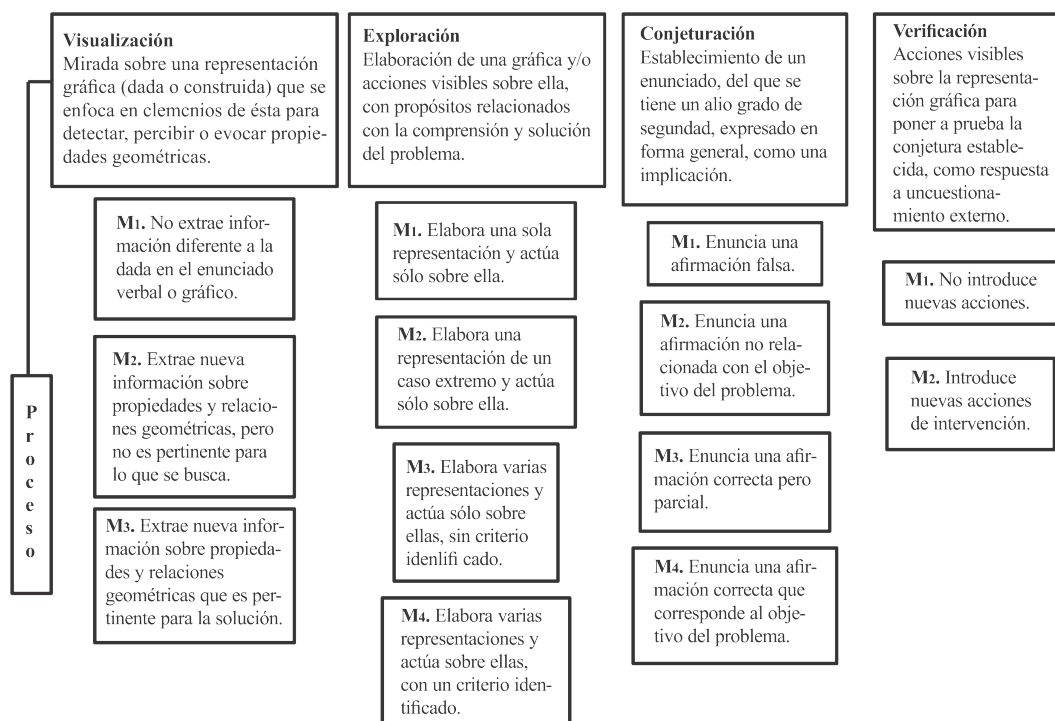 Proceso
Visualización
Mirada sobre una representación
gráfica (dada o construida) que se
enfoca en clemcnios de ésta para
detectar, percibir o evocar propie-
dades geométricas.
M1. No extrae infor-
mación diferente a la
dada en el enunciado
verbal o gráfico.
M2. Extrae nueva
información sobre
propiedades y relacio-
nes geométricas, pero
no es pertinente para
lo que se busca.
M3. Extrae nueva infor-
mación sobre propieda-
des y relaciones
geométricas que es per-
tinente para la solución.
Exploración
Elaboración de una gráfica y/o
acciones visibles sobre ella,
con propósitos relacionados
con la comprensión y solución
del problema.
M1. Elabora una sola
representación y actúa
sólo sobre ella.
M2. Elabora una
representación de un
caso extremo y actúa
sólo sobre ella.
M3. Elabora varias
representaciones y
actúa sólo sobre
ellas, sin criterio
idenlifi cado.
M4. Elabora varias
representaciones y
actúa sobre ellas,
con un criterio iden-
tificado.
Conjeturación
Establecimiento de un
enunciado, del que se
tiene un alio grado de
segundad, expresado en
forma general, como una
implicación.
M1. Enuncia una
afirmación falsa.
M2. Enuncia una
afirmación no rela-
cionada con el obje-
tivo del problema.
M3. Enuncia una afir-
mación correcta pero
parcial.
M4. Enuncia una afir-
mación correcta que
corresponde al obje-
tivo del problema.
Verificación
Acciones visibles
sobre la representa-
ción gráfica para
poner a prueba la
conjetura estable-
cida, como respuesta
a uncuestiona-
miento externo.
M1. No introduce
nuevas acciones.
M2. Introduce
nuevas acciones
de intervención.